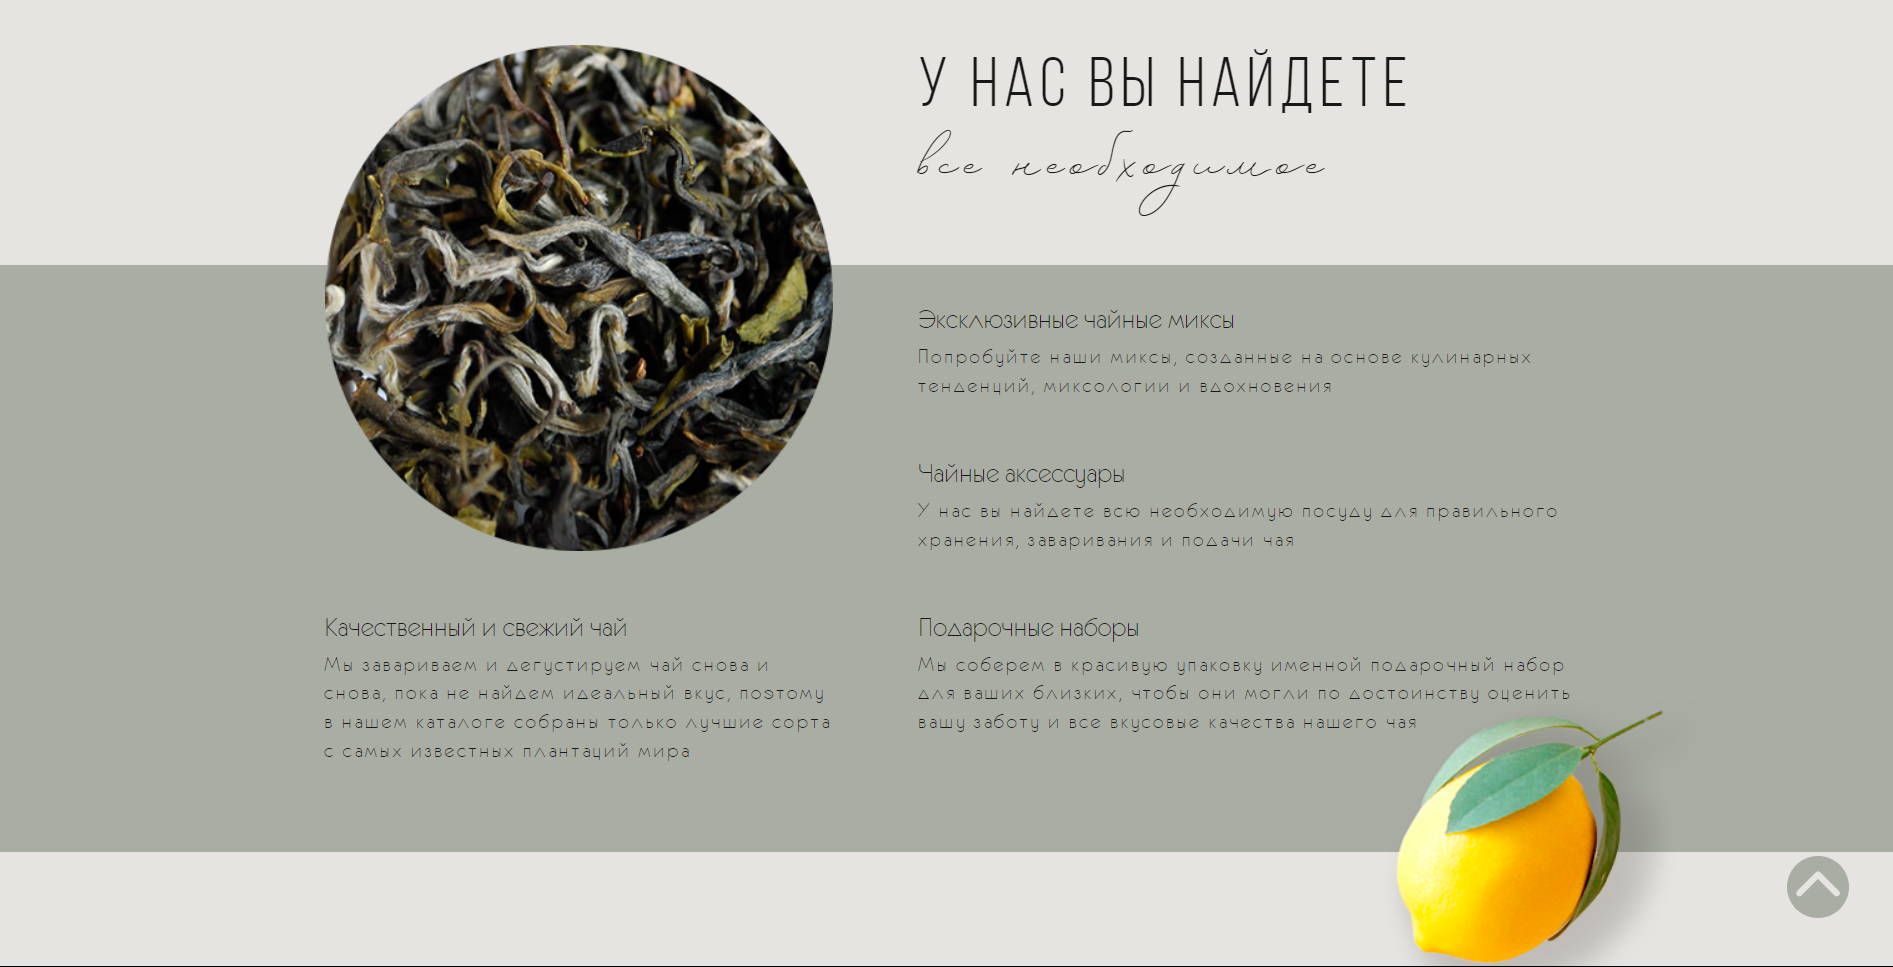 У НАС ВЫ НАЙДЕТЕ
все необходимое
Эксклюзивные чайные миксы
Попробуйте наши миксы, созданные на основе кулинарных
тенденций, миксологии и вдохновения
Чайные аксессуары
У нас вы найдете всю необходимую посуду для правильного
хранения, заваривания и подачи чая
Качественный и свежий чай
Мы завариваем и дегустируем чай снова и
снова, пока не найдем идеальный вкус, поэтому
в нашем каталоге собраны только лучшие сорта
с самых известных плантаций мира
Подарочные наборы
Мы соберем в красивую упаковку именной подарочный набор
для ваших близких, чтобы они могли по достоинству оценить
вашу заботу и все вкусовые качества нашего чая